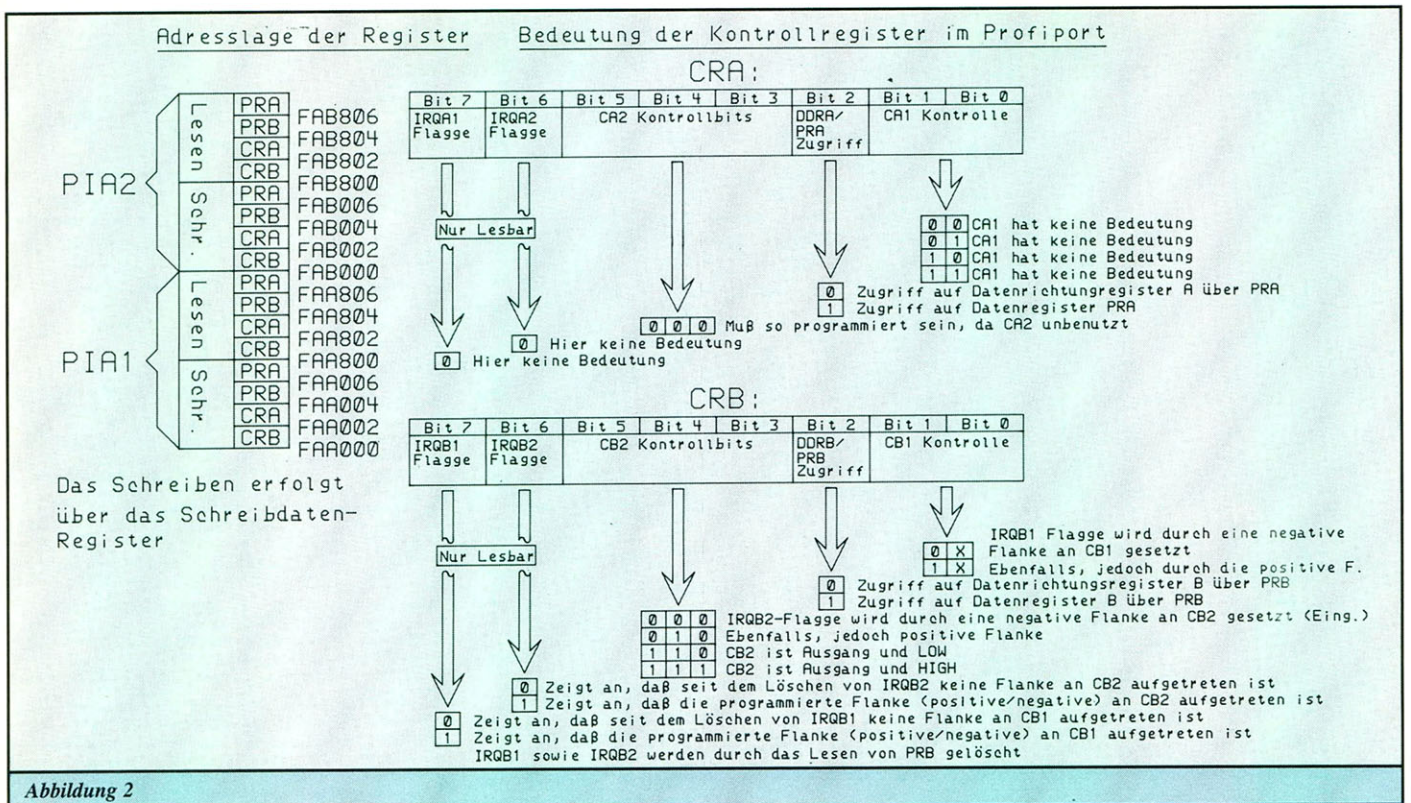 Adresslage der Register
Bedeutung der Kontrollregister im Profiport
PIA2
Lesen
PRA
FAB806
PRB
FAB804
CRA
FAB802
CRB
FAB800
Schr.
PRA
FAB006
PRB
FAB004
CRA
FAB002
CRB
FAB000
PIA1
Lesen
PRA
FAA806
PRB
FAA804
CRA
FAA802
CRB
FAA800
Schr.
PRA
FAA006
PRB
FAA004
CRA
FAA002
CRB
FAA000
Das Schreiben erfolgt
über das Schreibdaten-
Register
CRA:
Bit 7 Bit 6 Bit 5 Bit 4 Bit 3 Bit 2 Bit 1 Bit 0
IRQA1 Flagge
IRQA2 Flagge
CA2 Kontrollbits
DDRA/ PRA Zugriff
CA1 Kontrolle
Nur Lesbar
0 0 CA1 hat keine Bedeutung
0 1 CA1 hat keine Bedeutung
1 0 CA1 hat keine Bedeutung
1 1 CA1 hat keine Bedeutung
0 Zugriff auf Datenrichtungregister A über PRA
1 Zugriff auf Datenregister PRA
0 0 0 Muß so programmiert sein, da CA2 unbenutzt
0 Hier keine Bedeutung
0 Hier keine Bedeutung
CRB:
Bit 7 Bit 6 Bit 5 Bit 4 Bit 3 Bit 2 Bit 1 Bit 0
IRQB1 Flagge
IRQB2 Flagge
CB2 Kontrollbits
DDRB/ PRB Zugriff
CB1 Kontrolle
Nur Lesbar
IRQB1 Flagge wird durch eine negative
0 X Flanke an CB1 gesetzt
1 X Ebenfalls, jedoch durch die positive F.
0 Zugriff auf Datenrichtungsregister B über PRB
1 Zugriff auf Datenregister B über PRB
0 0 0 IRQB2-Flagge wird durch eine negative Flanke an CB2 gesetzt (Eing.)
0 1 0 Ebenfalls, jedoch positive Flanke
1 1 0 CB2 ist Ausgang und LOW
1 1 1 CB2 ist Ausgang und HIGH
0 Zeigt an, daß seit dem Löschen von IRQB2 keine Flanke an CB2 aufgetreten ist
1 Zeigt an, daß die programmierte Flanke (positive/negative) an CB2 aufgetreten ist
0 Zeigt an, daß seit dem Löschen von IRQB1 keine Flanke an CB1 aufgetreten ist
1 Zeigt an, daß die programmierte Flanke (positive/negative) an CB1 aufgetreten ist
IRQB1 sowie IRQB2 werden durch das Lesen von PRB gelöscht
Abbildung 2